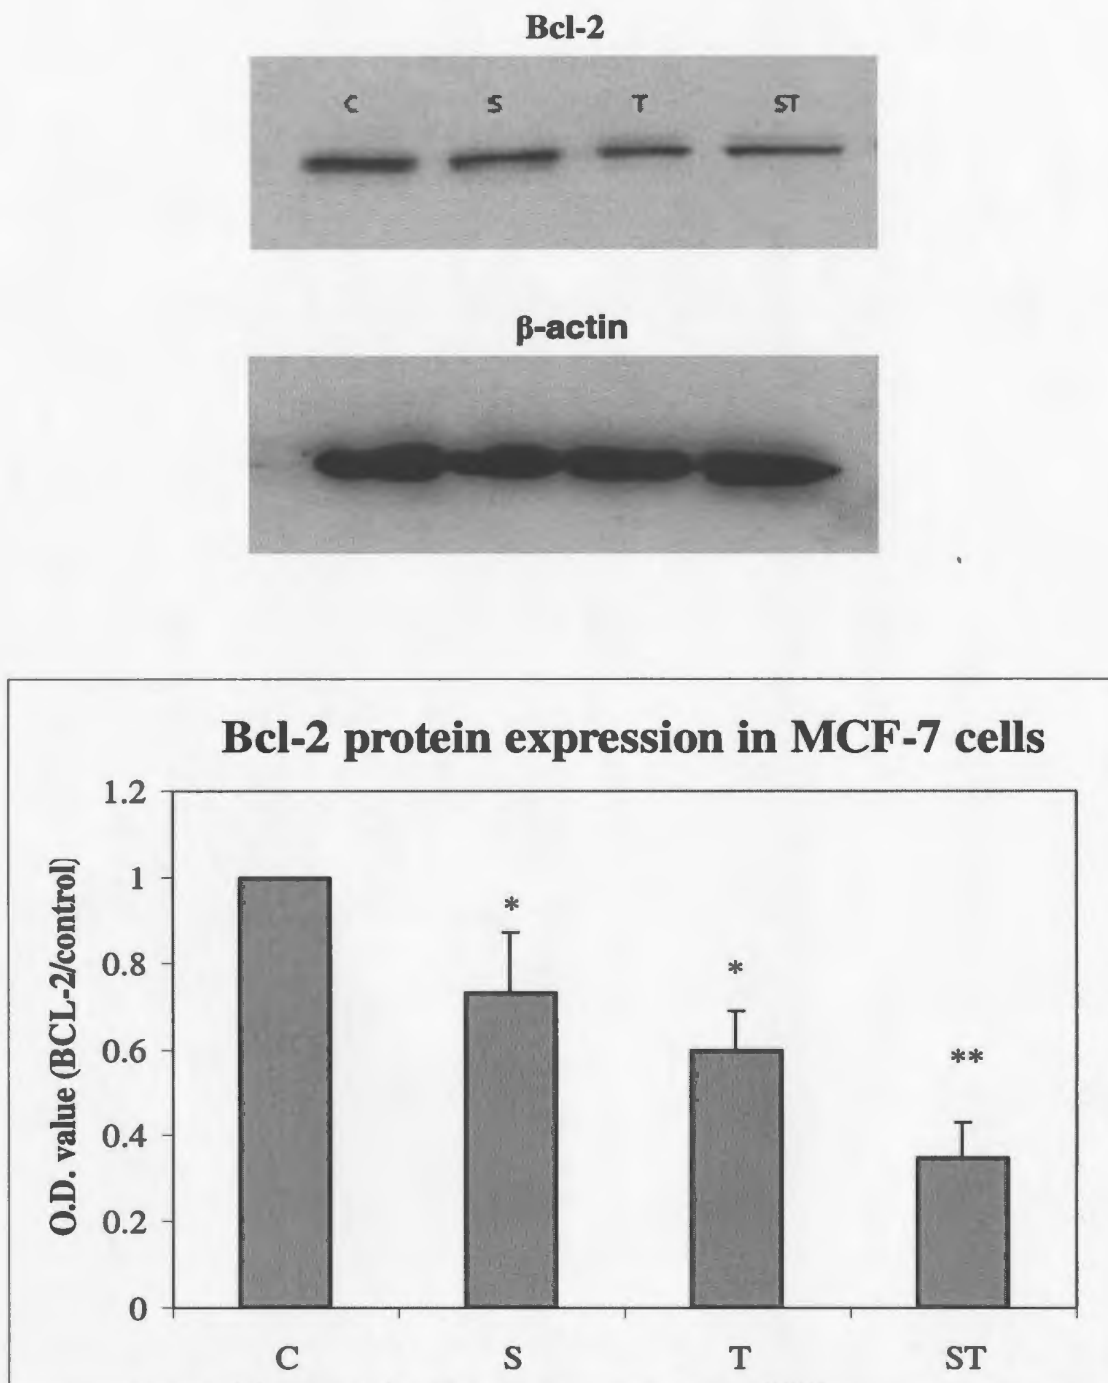 Bcl-2
C S T ST
β-actin
Bcl-2 protein expression in MCF-7 cells
O.D. value (BCL-2/control)
1.2
1
0.8
0.6
0.4
0.2
0
* * **
C S T ST